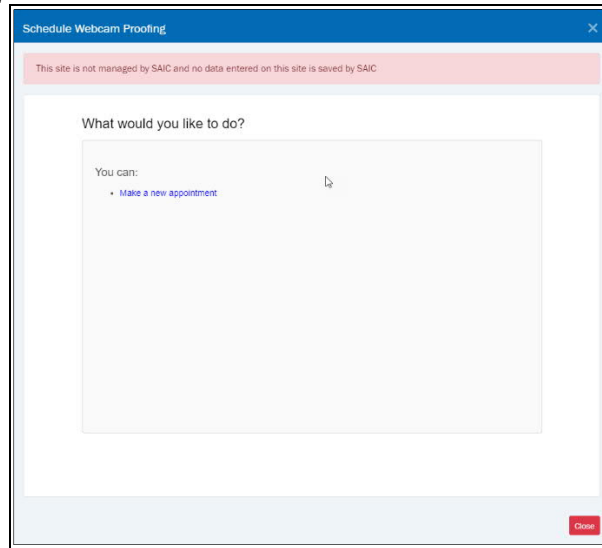 Schedule Webcam Proofing
This site is not managed by SAIC and no data entered on this site is saved by SAIC
What would you like to do?
You can:
• Make a new appointment
Close